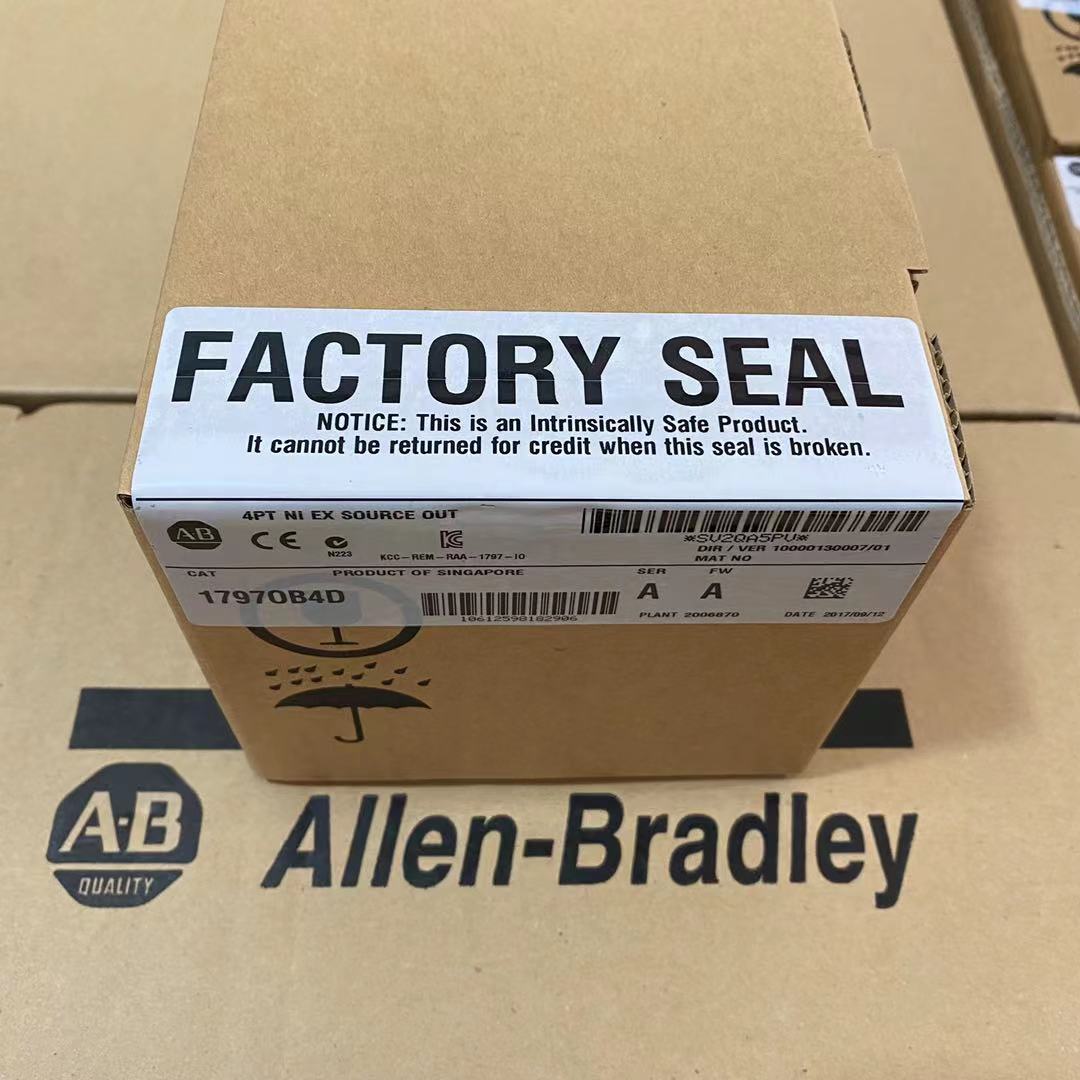 FACTORY SEAL
NOTICE: This is an Intrinsically Safe Product.
It cannot be returned for credit when this seal is broken.
4PT NI EX SOURCE OUT
AB
CE
N223
KCC-REM-RAA-1797-IO
*SV2QA5PV*
DIR / VER 10000130007/01
MAT NO
CAT
PRODUCT OF SINGAPORE
SER
FW
1797OB4D
10612598182906
A
A
PLANT 2006870
DATE 2017/09/12
A-B
QUALITY
Allen-Bradley